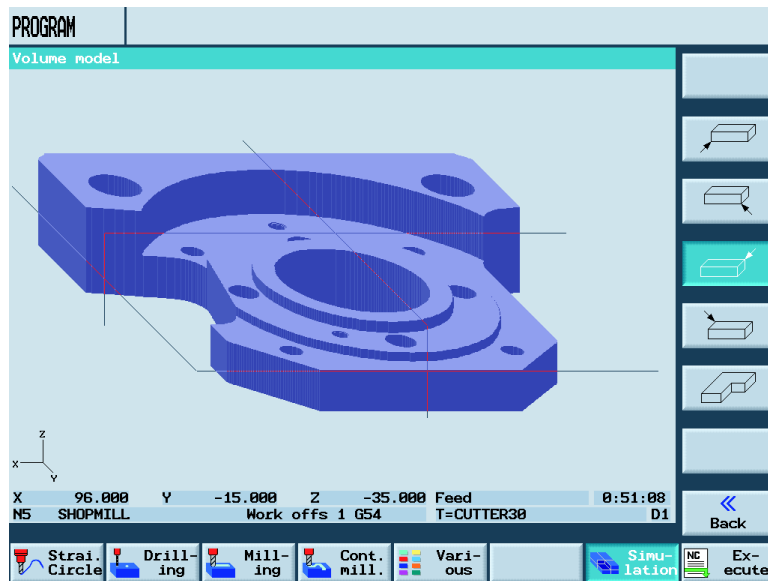 PROGRAM
Volume model
Z
X
Y
X 96.000 Y -15.000 Z -35.000 Feed 0:51:08
N5 SHOPMILL Work offs 1 G54 T=CUTTER30 D1
Back
Strai. Circle
Drill- ing
Mill- ing
Cont. mill.
Vari- ous
Simu- lation
NC Ex- ecute